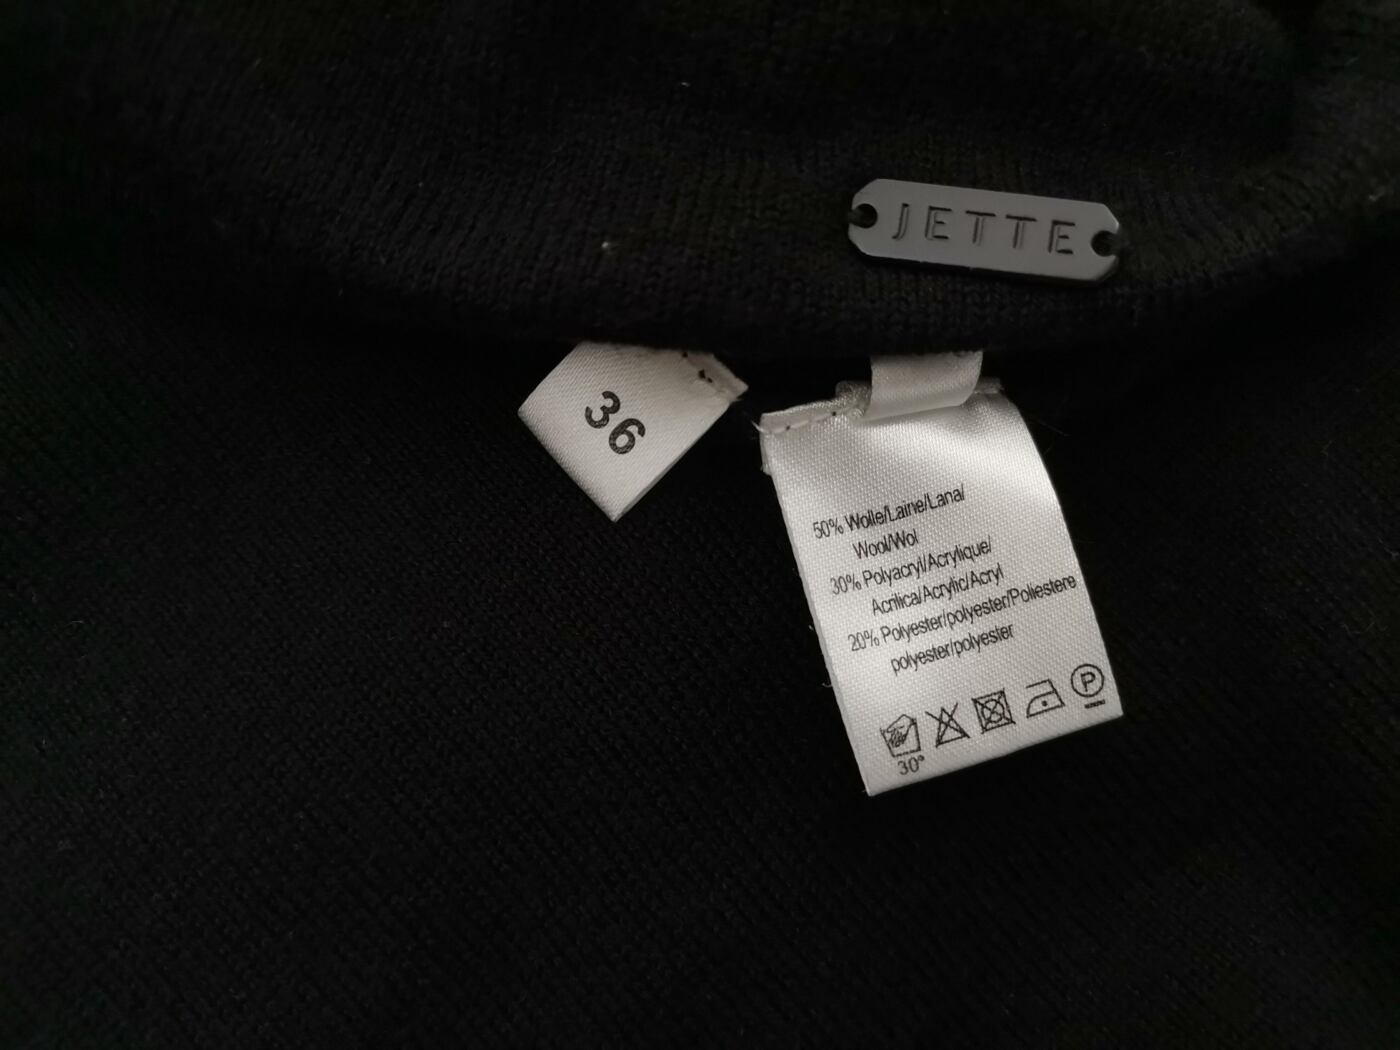 JETTE
36
50% Wolle/Laine/Lana/
Wool/Wol
30% Polyacryl/Acrylique/
Acrilica/Acrylic/Acryl
20% Polyester/polyester/Poliestere
polyester/polyester
P
30°